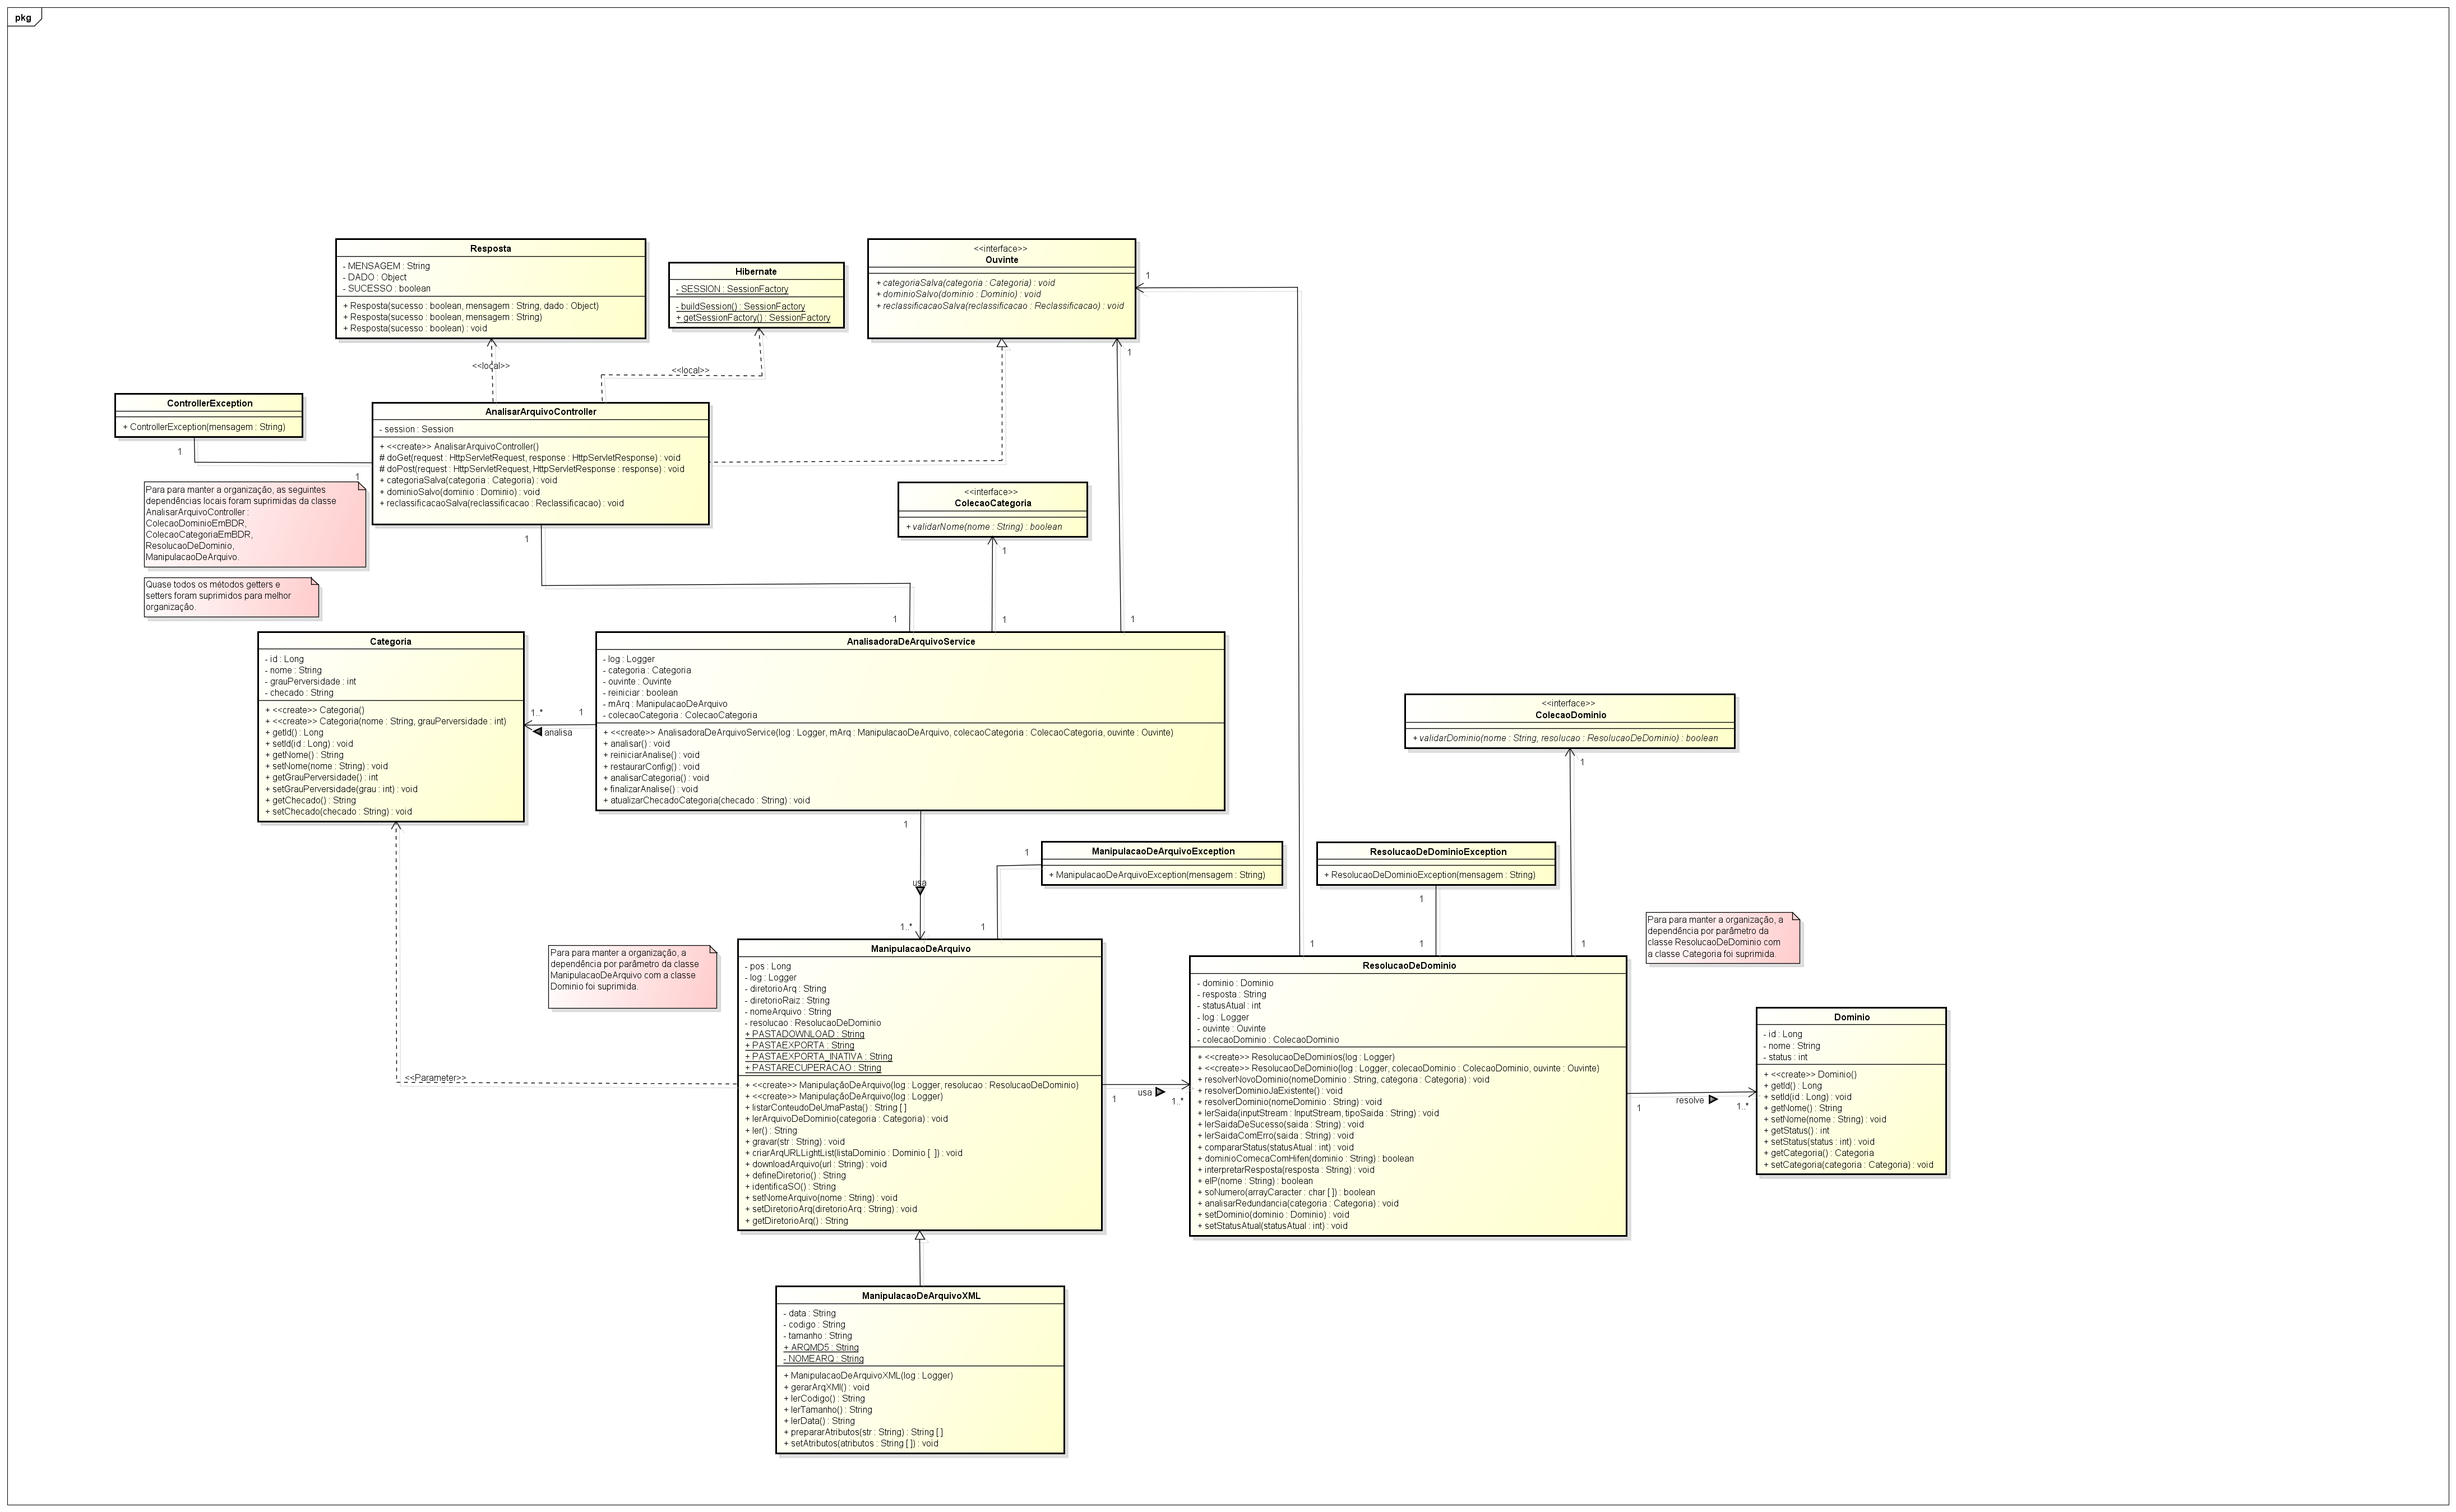 pkg
Resposta
- MENSAGEM : String
- DADO : Object
- SUCESSO : boolean
+ Resposta(sucesso : boolean, mensagem : String, dado : Object)
+ Resposta(sucesso : boolean, mensagem : String)
+ Resposta(sucesso : boolean) : void
Hibernate
- SESSION : SessionFactory
- buildSession() : SessionFactory
+ getSessionFactory() : SessionFactory
<<interface>>
Ouvinte
+ categoriaSalva(categoria : Categoria) : void
+ dominioSalvo(dominio : Dominio) : void
+ reclassificacaoSalva(reclassificacao : Reclassificacao) : void
1
1
<<local>>
<<local>>
ControllerException
+ ControllerException(mensagem : String)
1
1
AnalisarArquivoController
- session : Session
+ <<create>> AnalisarArquivoController()
# doGet(request : HttpServletRequest, response : HttpServletResponse) : void
# doPost(request : HttpServletRequest, HttpServletResponse : response) : void
+ categoriaSalva(categoria : Categoria) : void
+ dominioSalvo(dominio : Dominio) : void
+ reclassificacaoSalva(reclassificacao : Reclassificacao) : void
1
Para para manter a organização, as seguintes
dependências locais foram suprimidas da classe
AnalisarArquivoController :
ColecaoDominioEmBDR,
ColecaoCategoriaEmBDR,
ResolucaoDeDominio,
ManipulacaoDeArquivo.
Quase todos os métodos getters e
setters foram suprimidos para melhor
organização.
<<interface>>
ColecaoCategoria
+ validarNome(nome : String) : boolean
1
1
1
1
Categoria
- id : Long
- nome : String
- grauPerversidade : int
- checado : String
+ <<create>> Categoria()
+ <<create>> Categoria(nome : String, grauPerversidade : int)
+ getId() : Long
+ setId(id : Long) : void
+ getNome() : String
+ setNome(nome : String) : void
+ getGrauPerversidade() : int
+ setGrauPerversidade(grau : int) : void
+ getChecado() : String
+ setChecado(checado : String) : void
1..*
1
analisa
AnalisadoraDeArquivoService
- log : Logger
- categoria : Categoria
- ouvinte : Ouvinte
- reiniciar : boolean
- mArq : ManipulacaoDeArquivo
- colecaoCategoria : ColecaoCategoria
+ <<create>> AnalisadoraDeArquivoService(log : Logger, mArq : ManipulacaoDeArquivo, colecaoCategoria : ColecaoCategoria, ouvinte : Ouvinte)
+ analisar() : void
+ reiniciarAnalise() : void
+ restaurarConfig() : void
+ analisarCategoria() : void
+ finalizarAnalise() : void
+ atualizarChecadoCategoria(checado : String) : void
1
usa
1..*
<<interface>>
ColecaoDominio
+ validarDominio(nome : String, resolucao : ResolucaoDeDominio) : boolean
1
1
ManipulacaoDeArquivoException
+ ManipulacaoDeArquivoException(mensagem : String)
1
1
ResolucaoDeDominioException
+ ResolucaoDeDominioException(mensagem : String)
1
1
1
Para para manter a organização, a
dependência por parâmetro da
classe ResolucaoDeDominio com
a classe Categoria foi suprimida.
Para para manter a organização, a
dependência por parâmetro da classe
ManipulacaoDeArquivo com a classe
Dominio foi suprimida.
<<Parameter>>
ManipulacaoDeArquivo
- pos : Long
- log : Logger
- diretorioArq : String
- diretorioRaiz : String
- nomeArquivo : String
- resolucao : ResolucaoDeDominio
+ PASTADOWNLOAD : String
+ PASTAEXPORTA : String
+ PASTAEXPORTA_INATIVA : String
+ PASTARECUPERACAO : String
+ <<create>> ManipulaçãoDeArquivo(log : Logger, resolucao : ResolucaoDeDominio)
+ <<create>> ManipulaçãoDeArquivo(log : Logger)
+ listarConteudoDeUmaPasta() : String [ ]
+ lerArquivoDeDominio(categoria : Categoria) : void
+ ler() : String
+ gravar(str : String) : void
+ criarArqURLLightList(listaDominio : Dominio [ ]) : void
+ downloadArquivo(url : String) : void
+ defineDiretorio() : String
+ identificaSO() : String
+ setNomeArquivo(nome : String) : void
+ setDiretorioArq(diretorioArq : String) : void
+ getDiretorioArq() : String
1
usa
1..*
ResolucaoDeDominio
- dominio : Dominio
- resposta : String
- statusAtual : int
- log : Logger
- ouvinte : Ouvinte
- colecaoDominio : ColecaoDominio
+ <<create>> ResolucaoDeDominios(log : Logger)
+ <<create>> ResolucaoDeDominio(log : Logger, colecaoDominio : ColecaoDominio, ouvinte : Ouvinte)
+ resolverNovoDominio(nomeDominio : String, categoria : Categoria) : void
+ resolverDominioJaExistente() : void
+ resolverDominio(nomeDominio : String) : void
+ lerSaida(inputStream : InputStream, tipoSaida : String) : void
+ lerSaidaDeSucesso(saida : String) : void
+ lerSaidaComErro(saida : String) : void
+ compararStatus(statusAtual : int) : void
+ dominioComecaComHifen(dominio : String) : boolean
+ interpretarResposta(resposta : String) : void
+ eIP(nome : String) : boolean
+ soNumero(arrayCaracter : char [ ]) : boolean
+ analisarRedundancia(categoria : Categoria) : void
+ setDominio(dominio : Dominio) : void
+ setStatusAtual(statusAtual : int) : void
1
resolve
1..*
Dominio
- id : Long
- nome : String
- status : int
+ <<create>> Dominio()
+ getId() : Long
+ setId(id : Long) : void
+ getNome() : String
+ setNome(nome : String) : void
+ getStatus() : int
+ setStatus(status : int) : void
+ getCategoria() : Categoria
+ setCategoria(categoria : Categoria) : void
ManipulacaoDeArquivoXML
- data : String
- codigo : String
- tamanho : String
+ ARQMD5 : String
- NOMEARQ : String
+ ManipulacaoDeArquivoXML(log : Logger)
+ gerarArqXMl() : void
+ lerCodigo() : String
+ lerTamanho() : String
+ lerData() : String
+ prepararAtributos(str : String) : String [ ]
+ setAtributos(atributos : String [ ]) : void